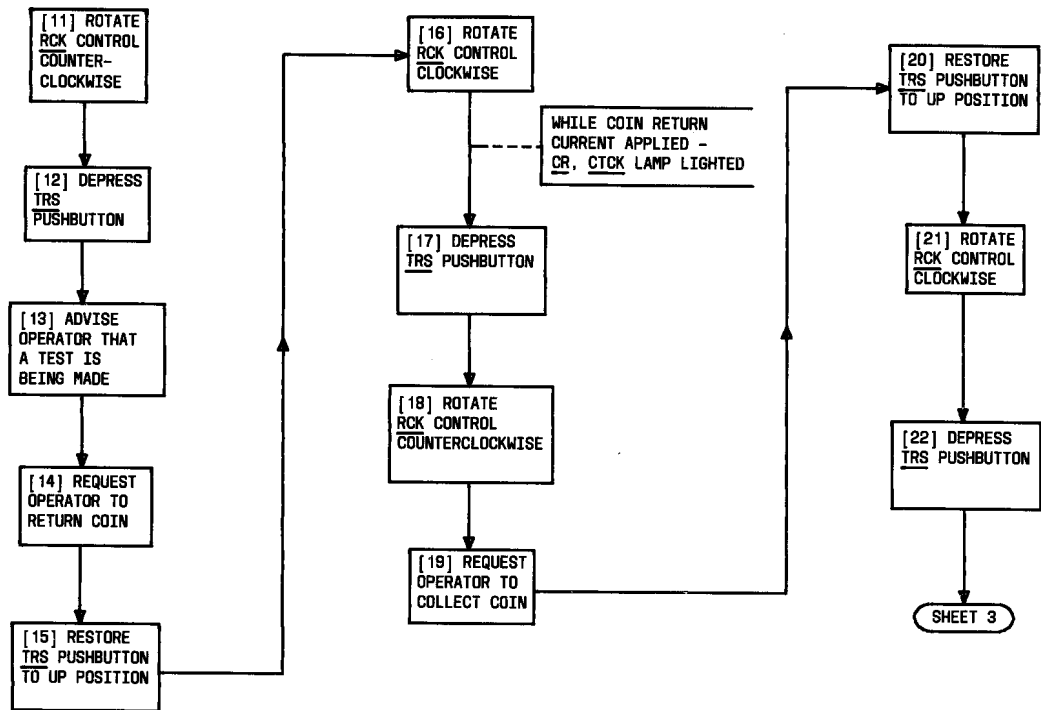 [11] ROTATE
RCK CONTROL
COUNTER-
CLOCKWISE
[12] DEPRESS
TRS
PUSHBUTTON
[13] ADVISE
OPERATOR THAT
A TEST IS
BEING MADE
[14] REQUEST
OPERATOR TO
RETURN COIN
[15] RESTORE
TRS PUSHBUTTON
TO UP POSITION
[16] ROTATE
RCK CONTROL
CLOCKWISE
WHILE COIN RETURN
CURRENT APPLIED -
CR, CTCK LAMP LIGHTED
[17] DEPRESS
TRS PUSHBUTTON
[18] ROTATE
RCK CONTROL
COUNTERCLOCKWISE
[19] REQUEST
OPERATOR TO
COLLECT COIN
[20] RESTORE
TRS PUSHBUTTON
TO UP POSITION
[21] ROTATE
RCK CONTROL
CLOCKWISE
[22] DEPRESS
TRS PUSHBUTTON
SHEET 3